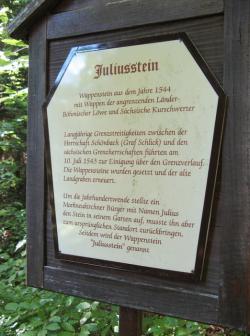 Juliusstein
Wappenstein aus dem Jahre 1544
mit Wappen der angrenzenden Länder-
Böhmischer Löwe und Sächsische Kurschwerter
Langjährige Grenzstreitigkeiten zwischen der
Herrschaft Schönbach (Graf Schlick) und den
sächsischen Grenzherrschaften führten am
10. Juli 1543 zur Einigung über den Grenzverlauf.
Die Wappensteine wurden gesetzt und der alte
Landgraben erneuert.
Um die Jahrhundertwende stellte ein
Markneukirchner Bürger mit Namen Julius
den Stein in seinen Garten auf, musste ihn aber
zum ursprünglichen Standort zurückbringen.
Seitdem wird der Wappenstein
"Juliusstein" genannt